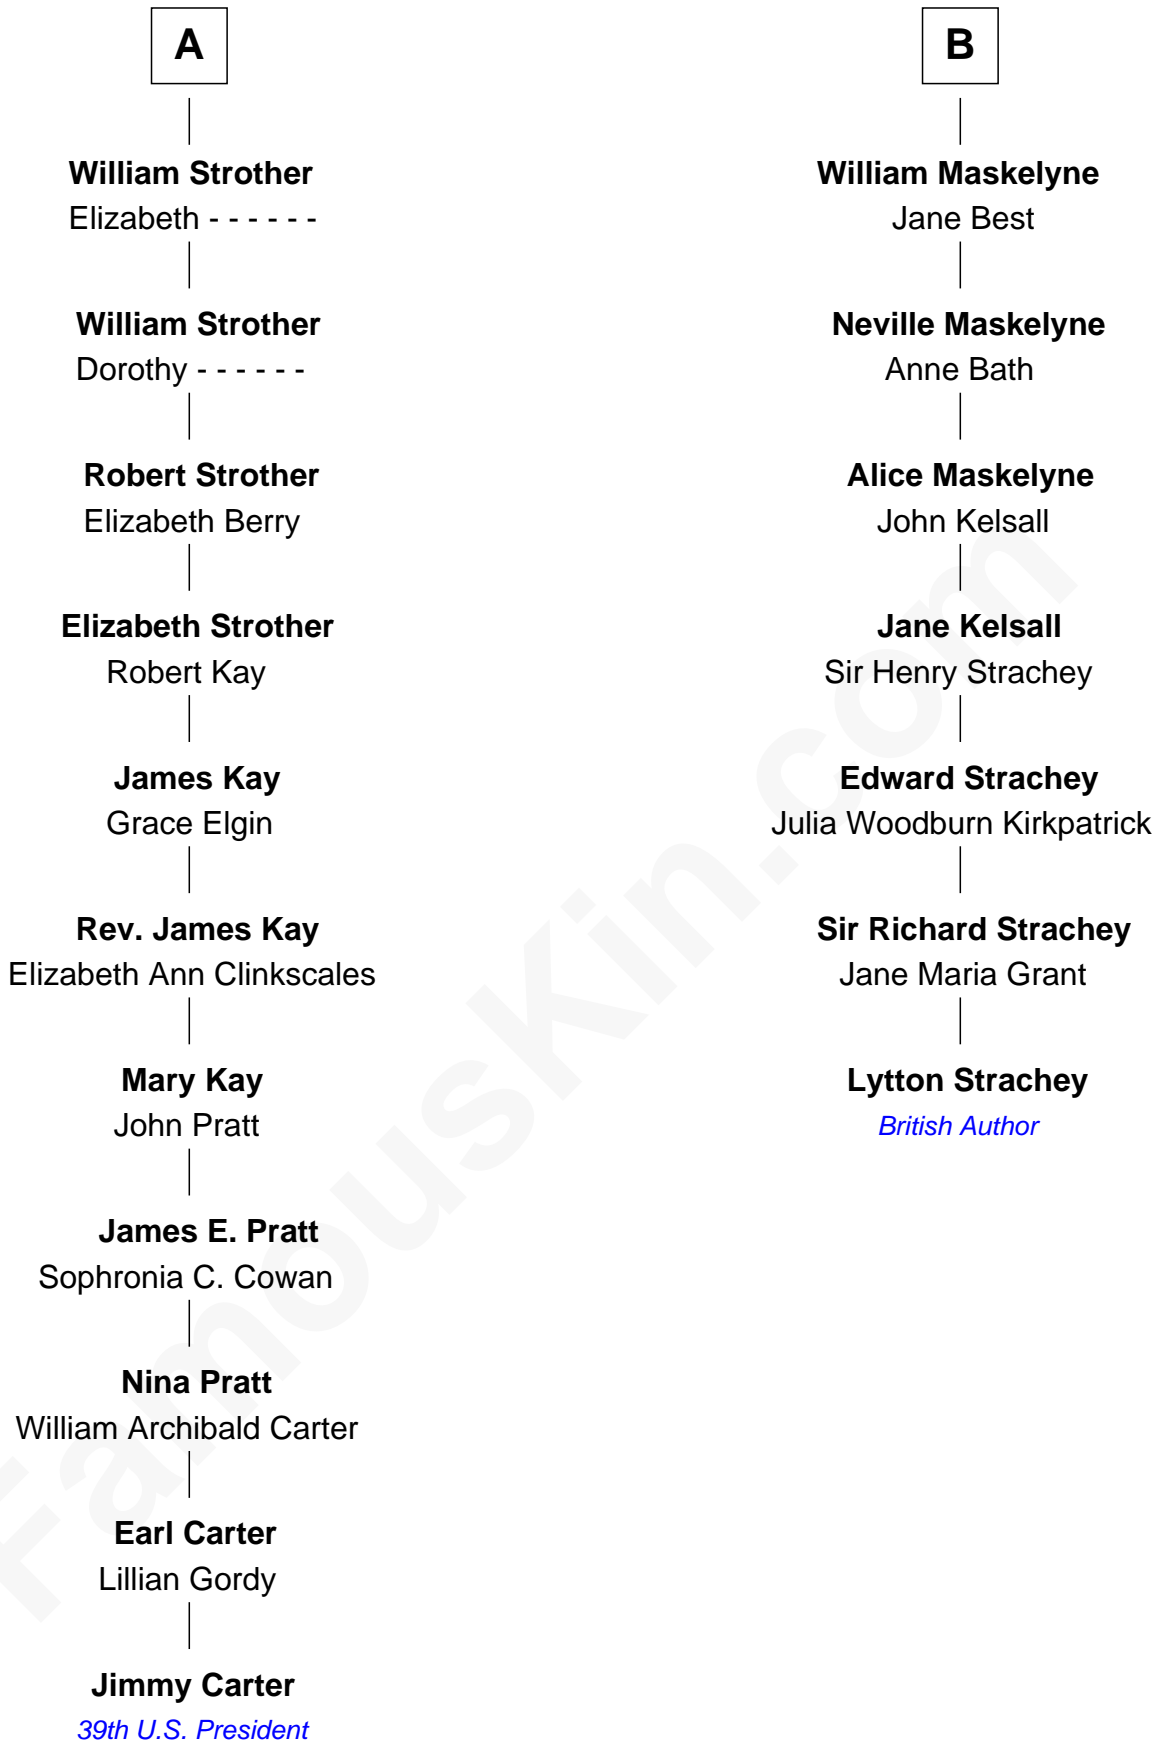 A
William Strother
Elizabeth - - - - - -
William Strother
Dorothy - - - - - -
Robert Strother
Elizabeth Berry
Elizabeth Strother
Robert Kay
James Kay
Grace Elgin
Rev. James Kay
Elizabeth Ann Clinkscales
Mary Kay
John Pratt
James E. Pratt
Sophronia C. Cowan
Nina Pratt
William Archibald Carter
Earl Carter
Lillian Gordy
Jimmy Carter
39th U.S. President
B
William Maskelyne
Jane Best
Neville Maskelyne
Anne Bath
Alice Maskelyne
John Kelsall
Jane Kelsall
Sir Henry Strachey
Edward Strachey
Julia Woodburn Kirkpatrick
Sir Richard Strachey
Jane Maria Grant
Lytton Strachey
British Author
FamousKin.com